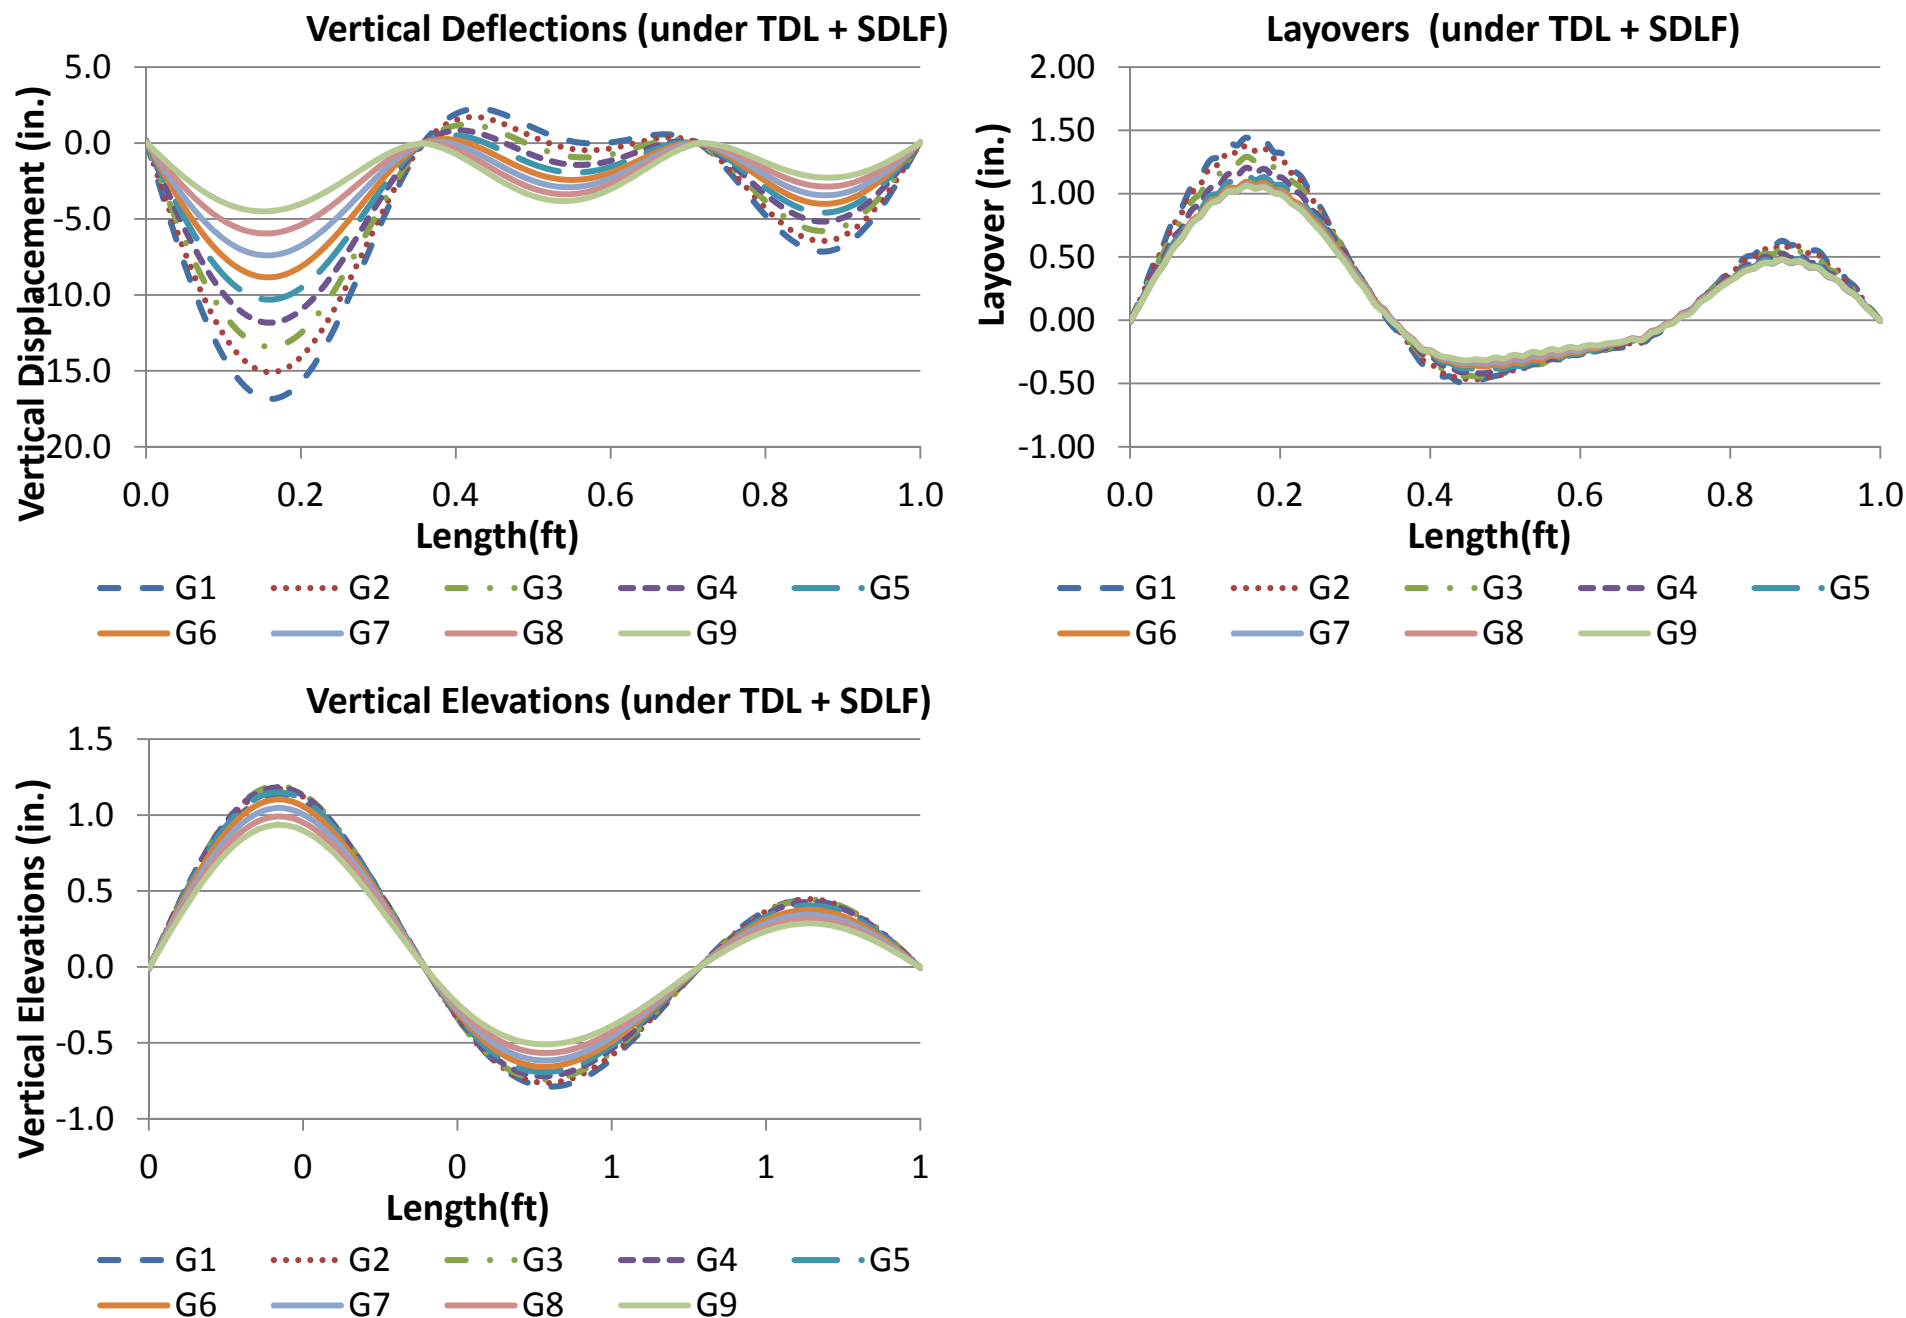 Vertical Deflections (under TDL + SDLF)
Vertical Displacement (in.)
5.0
0.0
-5.0
-10.0
-15.0
-20.0
0.0 0.2 0.4 0.6 0.8 1.0
Length(ft)
G1 G2 G3 G4 G5
G6 G7 G8 G9
Layovers (under TDL + SDLF)
Layover (in.)
2.00
1.50
1.00
0.50
0.00
-0.50
-1.00
0.0 0.2 0.4 0.6 0.8 1.0
Length(ft)
G1 G2 G3 G4 G5
G6 G7 G8 G9
Vertical Elevations (under TDL + SDLF)
Vertical Elevations (in.)
1.5
1.0
0.5
0.0
-0.5
-1.0
0 0 0 1 1 1
Length(ft)
G1 G2 G3 G4 G5
G6 G7 G8 G9